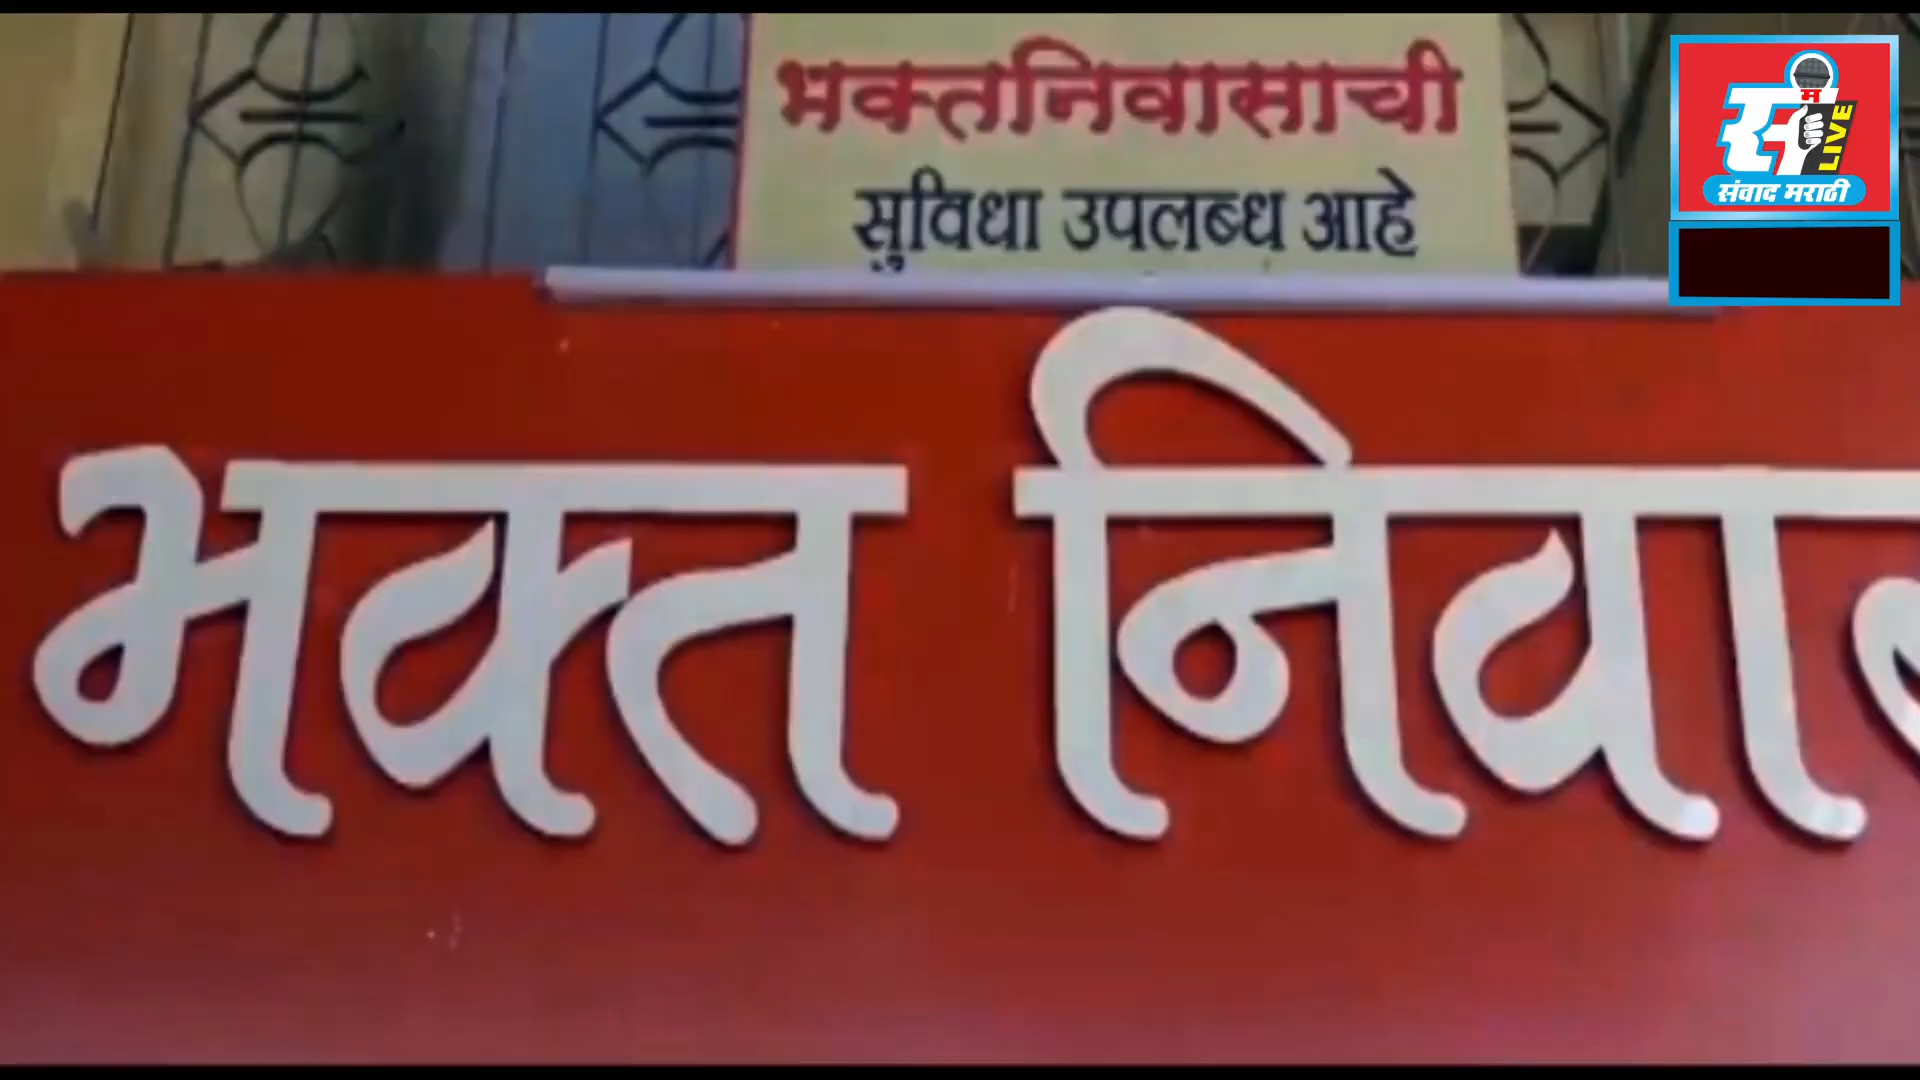 भक्तनिवासाची
सुविधा उपलब्ध आहे
म
LIVE
संवाद मराठी
भक्त